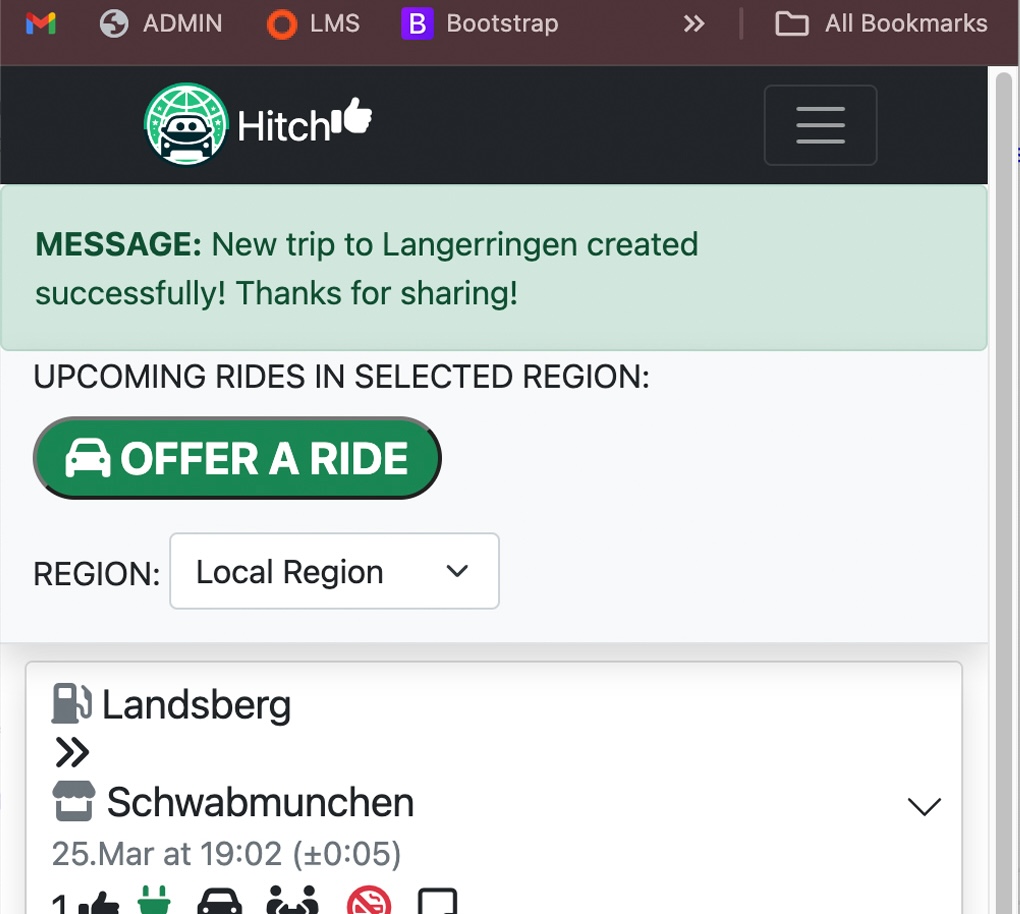 ADMIN LMS B Bootstrap All Bookmarks
Hitch
MESSAGE: New trip to Langerringen created
successfully! Thanks for sharing!
UPCOMING RIDES IN SELECTED REGION:
OFFER A RIDE
REGION: Local Region
Landsberg
Schwabmunchen
25.Mar at 19:02 (±0:05)
1